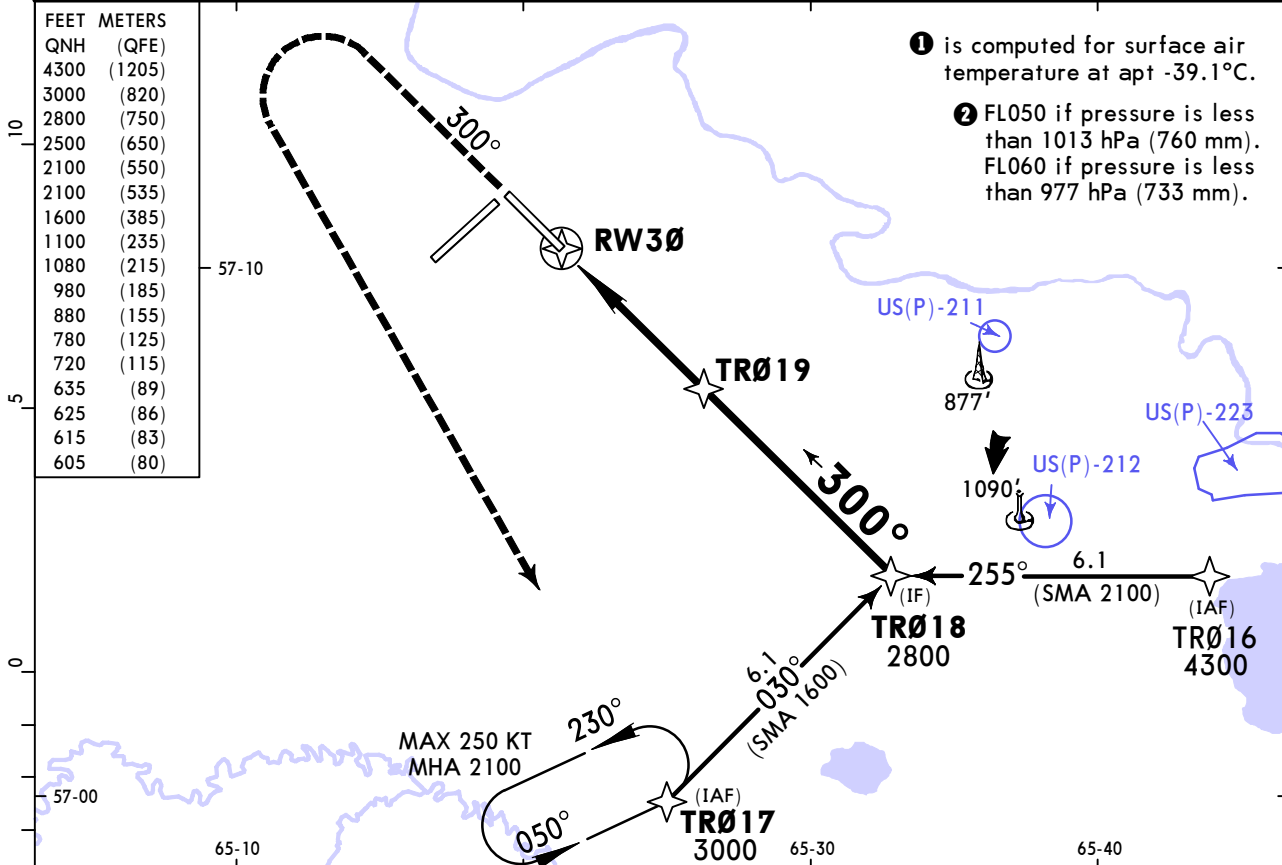 FEET METERS
QNH (QFE)
4300 (1205)
3000 (820)
2800 (750)
2500 (650)
2100 (550)
2100 (535)
1600 (385)
1100 (235)
1080 (215)
980 (185)
880 (155)
780 (125)
720 (115)
635 (89)
625 (86)
615 (83)
605 (80)
❶ is computed for surface air
temperature at apt -39.1°C.
❷ FL050 if pressure is less
than 1013 hPa (760 mm).
FL060 if pressure is less
than 977 hPa (733 mm).
10
300°
RWY3Ø
57-10
US(P)-211
TRØ19
877'
5
US(P)-223
US(P)-212
1090'
300°
255°
6.1
(SMA 2100)
(IF)
TRØ18
2800
(IAF)
TRØ16
4300
0
6.1
030°
(SMA 1600)
230°
MAX 250 KT
MHA 2100
57-00
(IAF)
TRØ17
3000
050°
65-10
65-30
65-40